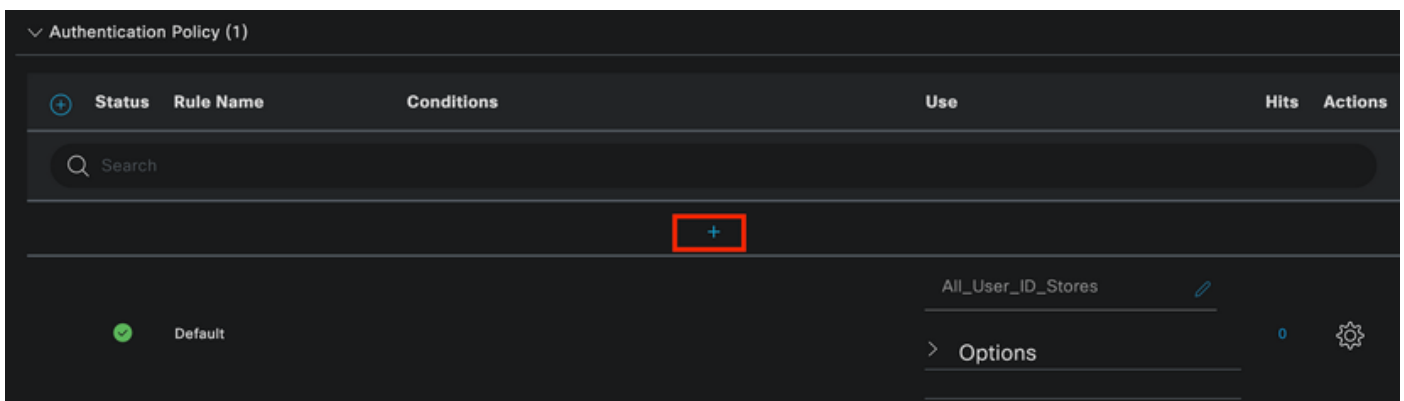 Authentication Policy (1)
Status Rule Name Conditions Use Hits Actions
Search
+
All_User_ID_Stores
Default 0
Options